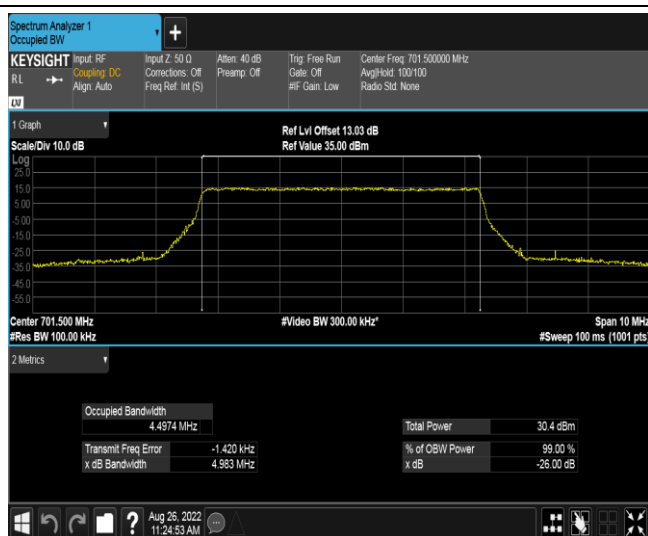 Spectrum Analyzer 1
Occupied BW
+
KEYSIGHT Input: RF Input Z: 50 Ω Atten: 40 dB Trig: Free Run Center Freq: 701.500000 MHz
RL Coupling: DC Corrections: Off Preamp: Off Gate: Off Avg|Hold: 100/100
Align: Auto Freq Ref: Int (S) #IF Gain: Low Radio Std: None
LXI
1 Graph
Ref Lvl Offset 13.03 dB
Scale/Div 10.0 dB Ref Value 35.00 dBm
Log
25.0
15.0
5.00
-5.00
-15.0
-25.0
-35.0
-45.0
-55.0
Center 701.500 MHz #Video BW 300.00 kHz* Span 10 MHz
#Res BW 100.00 kHz #Sweep 100 ms (1001 pts)
2 Metrics
Occupied Bandwidth
4.4974 MHz Total Power 30.4 dBm
Transmit Freq Error -1.420 kHz % of OBW Power 99.00 %
x dB Bandwidth 4.983 MHz x dB -26.00 dB
? Aug 26, 2022
11:24:53 AM